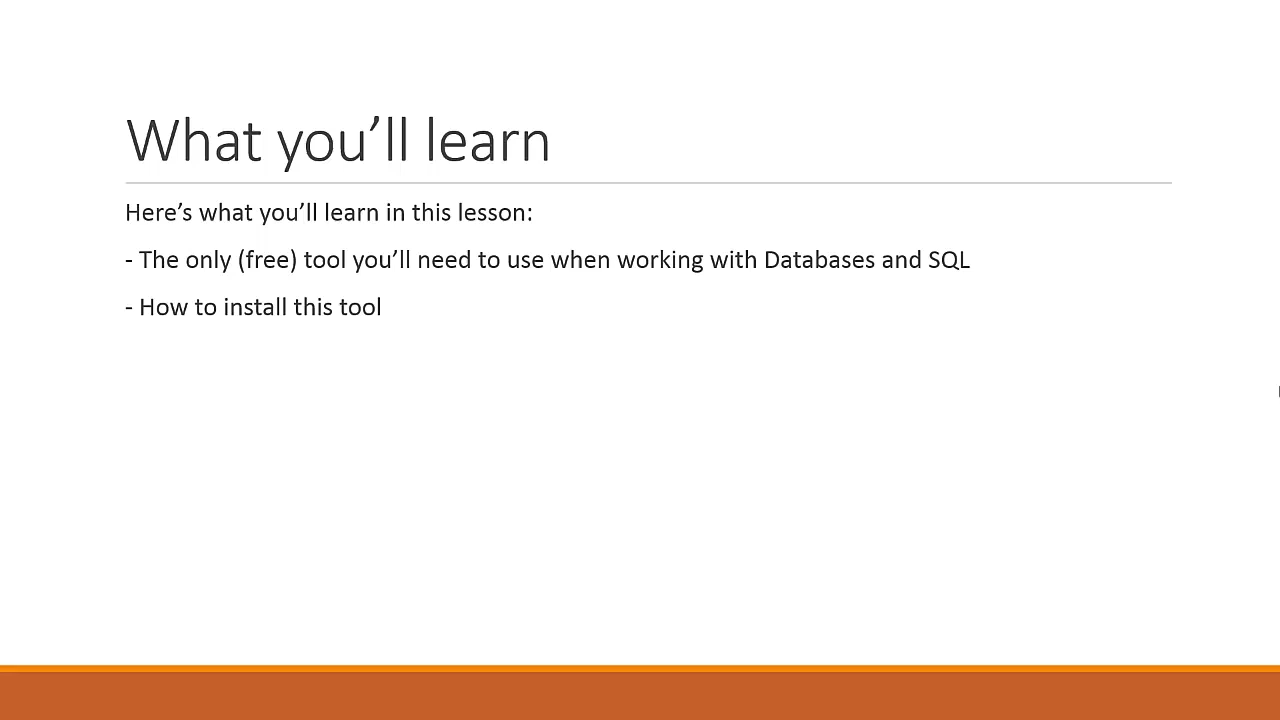 What you’ll learn
Here’s what you’ll learn in this lesson:
- The only (free) tool you’ll need to use when working with Databases and SQL
- How to install this tool